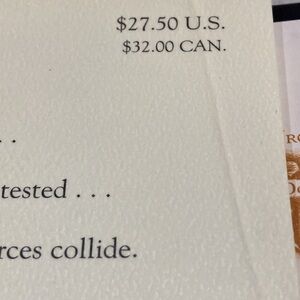 $27.50 U.S.
$32.00 CAN.
. .
tested . . .
rces collide.